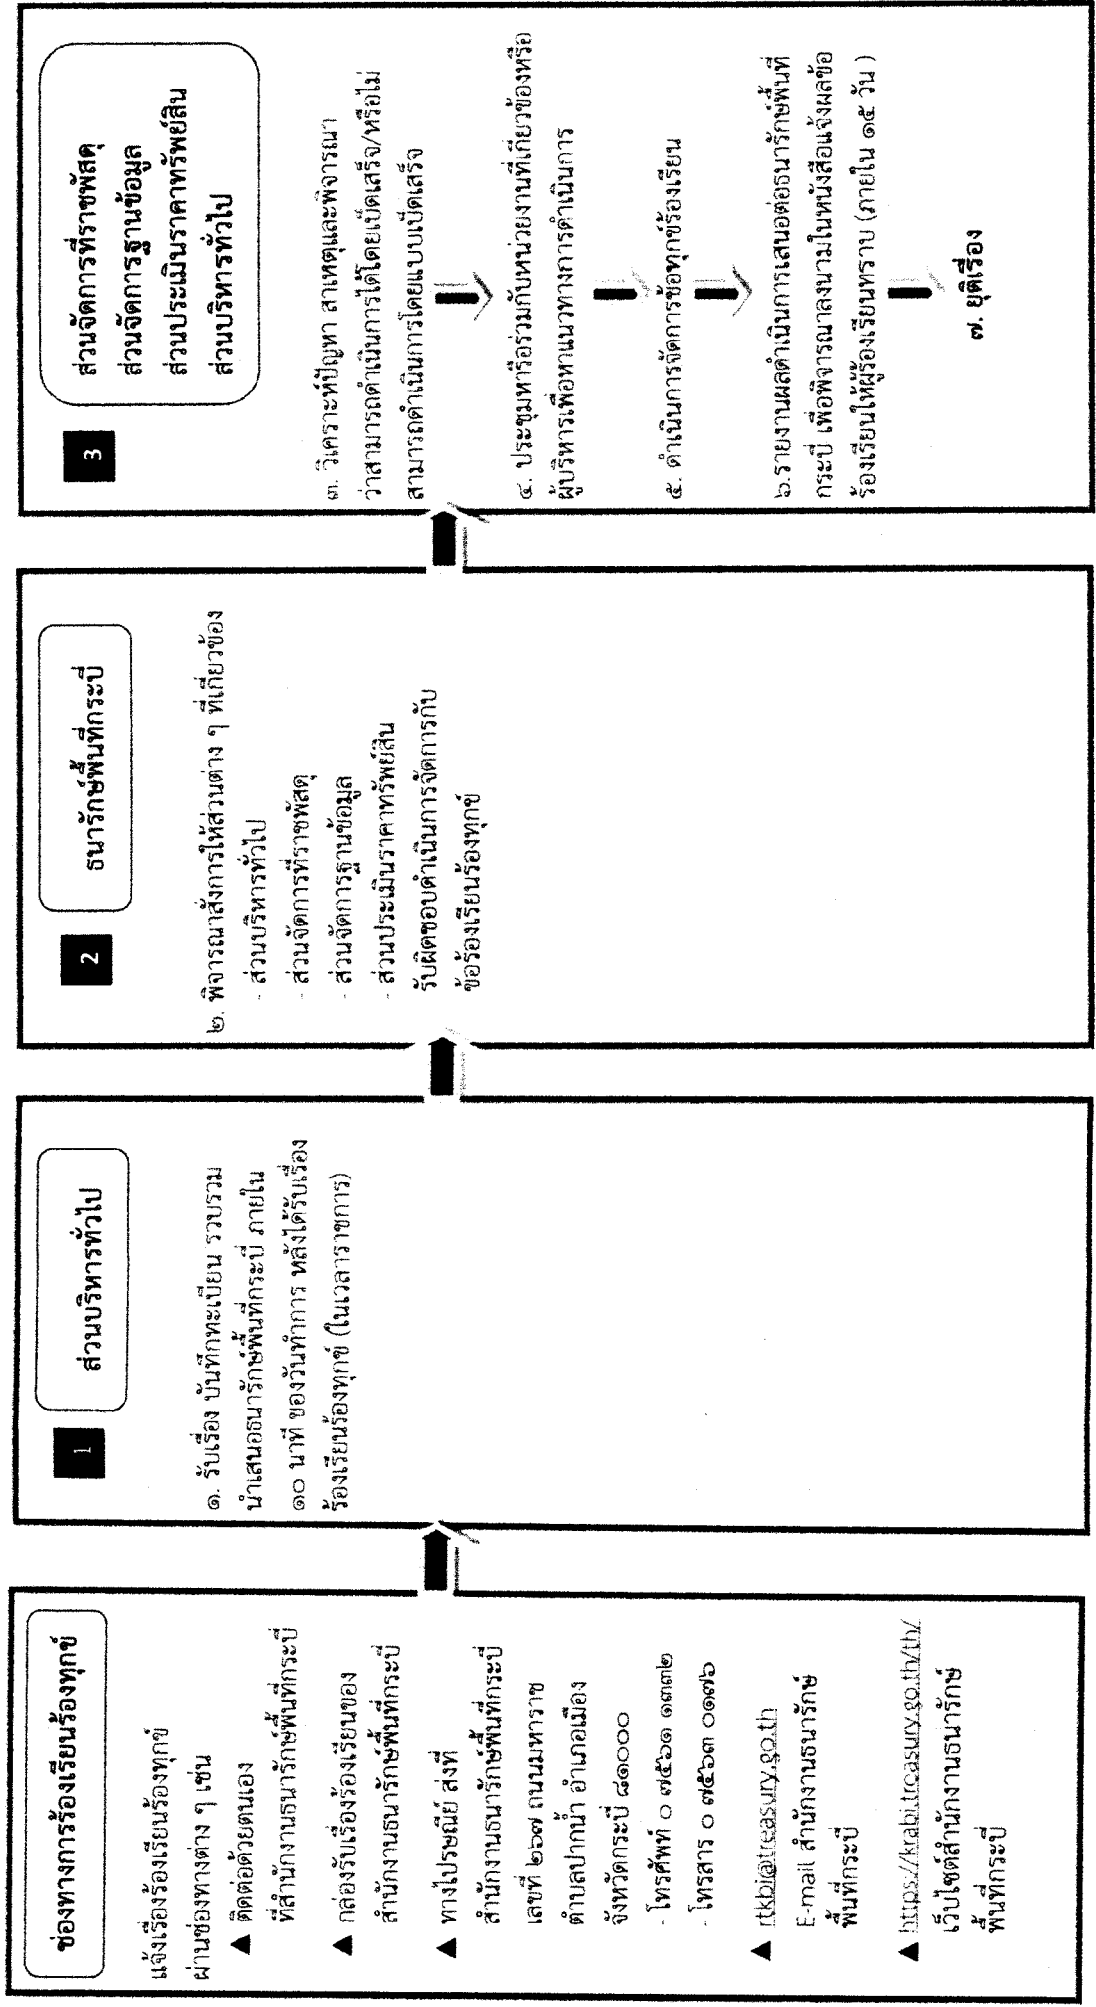 ช่องทางการร้องเรียนร้องทุกข์
แจ้งเรื่องร้องเรียนร้องทุกข์
ผ่านช่องทางต่าง ๆ เช่น
▲ ติดต่อด้วยตนเอง
ที่สำนักงานธนารักษ์พื้นที่กระบี่
▲ กล่องรับเรื่องร้องเรียนของ
สำนักงานธนารักษ์พื้นที่กระบี่
▲ ทางไปรษณีย์ ส่งที่
สำนักงานธนารักษ์พื้นที่กระบี่
เลขที่ ๒๖๗ ถนนมหาราช
ตำบลปากน้ำ อำเภอเมือง
จังหวัดกระบี่ ๘๑๐๐๐
- โทรศัพท์ ๐ ๗๕๖๑ ๑๓๓๒
- โทรสาร ๐ ๗๕๖๓ ๐๑๗๖
▲ rtkbi@treasury.go.th
E-mail สำนักงานธนารักษ์
พื้นที่กระบี่
▲ https://krabi.treasury.go.th/th/
เว็บไซต์สำนักงานธนารักษ์
พื้นที่กระบี่
1
ส่วนบริหารทั่วไป
๑. รับเรื่อง บันทึกทะเบียน รวบรวม
นำเสนอธนารักษ์พื้นที่กระบี่ ภายใน
๑๐ นาที ของวันทำการ หลังได้รับเรื่อง
ร้องเรียนร้องทุกข์ (ในเวลาราชการ)
2
ธนารักษ์พื้นที่กระบี่
๒. พิจารณาสั่งการให้ส่วนต่าง ๆ ที่เกี่ยวข้อง
- ส่วนบริหารทั่วไป
- ส่วนจัดการที่ราชพัสดุ
- ส่วนจัดการฐานข้อมูล
- ส่วนประเมินราคาทรัพย์สิน
รับผิดชอบดำเนินการจัดการกับ
ข้อร้องเรียนร้องทุกข์
3
ส่วนจัดการที่ราชพัสดุ
ส่วนจัดการฐานข้อมูล
ส่วนประเมินราคาทรัพย์สิน
ส่วนบริหารทั่วไป
๓. วิเคราะห์ปัญหา สาเหตุและพิจารณา
ว่าสามารถดำเนินการได้โดยเบ็ดเสร็จ/หรือไม่
สามารถดำเนินการโดยแบบเบ็ดเสร็จ
๔. ประชุมหารือร่วมกับหน่วยงานที่เกี่ยวข้องหรือ
ผู้บริหารเพื่อหาแนวทางการดำเนินการ
๕. ดำเนินการจัดการข้อทุกข์ร้องเรียน
๖.รายงานผลดำเนินการเสนอต่อธนารักษ์พื้นที่
กระบี่ เพื่อพิจารณาลงนามในหนังสือแจ้งผลข้อ
ร้องเรียนให้ผู้ร้องเรียนทราบ (ภายใน ๑๕ วัน )
๗. ยุติเรื่อง